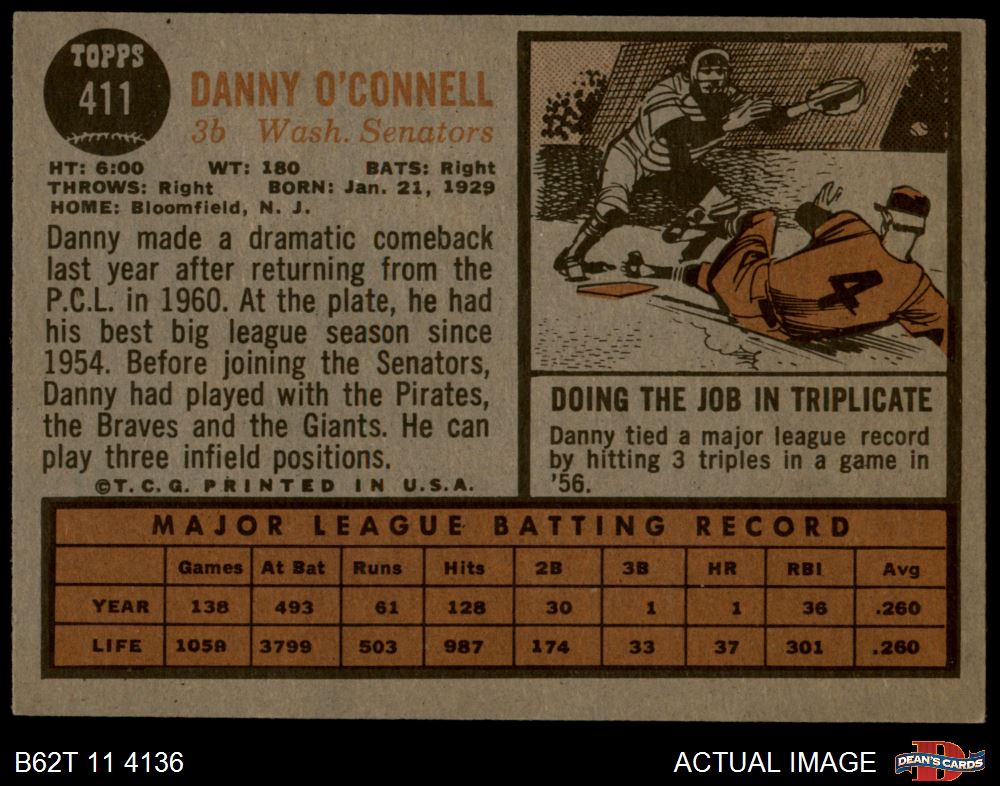 TOPPS
411
DANNY O'CONNELL
3b Wash. Senators
HT: 6:00 WT: 180 BATS: Right
THROWS: Right BORN: Jan. 21, 1929
HOME: Bloomfield, N. J.
Danny made a dramatic comeback
last year after returning from the
P.C.L. in 1960. At the plate, he had
his best big league season since
1954. Before joining the Senators,
Danny had played with the Pirates,
the Braves and the Giants. He can
play three infield positions.
©T. C. G. PRINTED IN U.S.A.
4
DOING THE JOB IN TRIPLICATE
Danny tied a major league record
by hitting 3 triples in a game in
'56.
MAJOR LEAGUE BATTING RECORD
Games At Bat Runs Hits 2B 3B HR RBI Avg
YEAR 138 493 61 128 30 1 1 36 .260
LIFE 1058 3799 503 987 174 33 37 301 .260
B62T 11 4136
ACTUAL IMAGE
D
DEAN'S CARDS